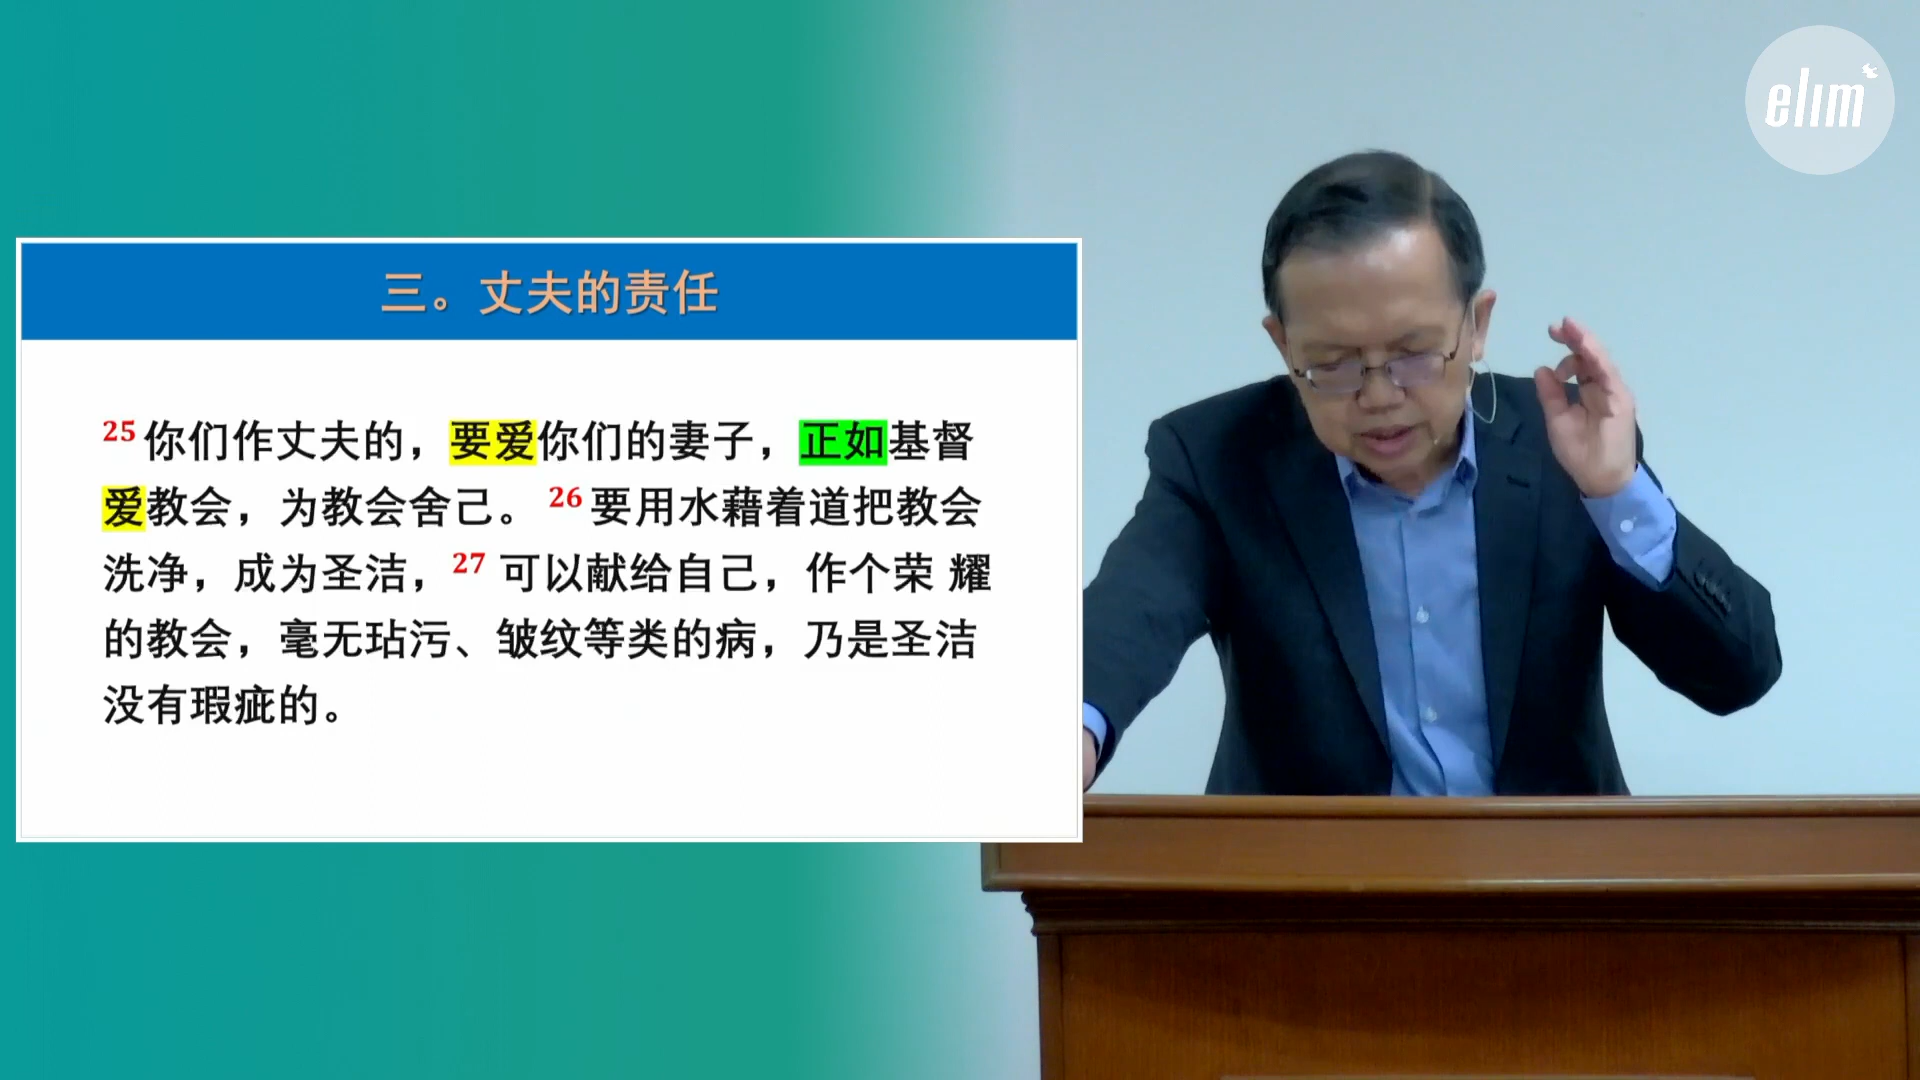 三。丈夫的责任
25 你们作丈夫的，要爱你们的妻子，正如基督
爱教会，为教会舍己。 26 要用水藉着道把教会
洗净，成为圣洁，27 可以献给自己，作个荣 耀
的教会，毫无玷污、皱纹等类的病，乃是圣洁
没有瑕疵的。
elim